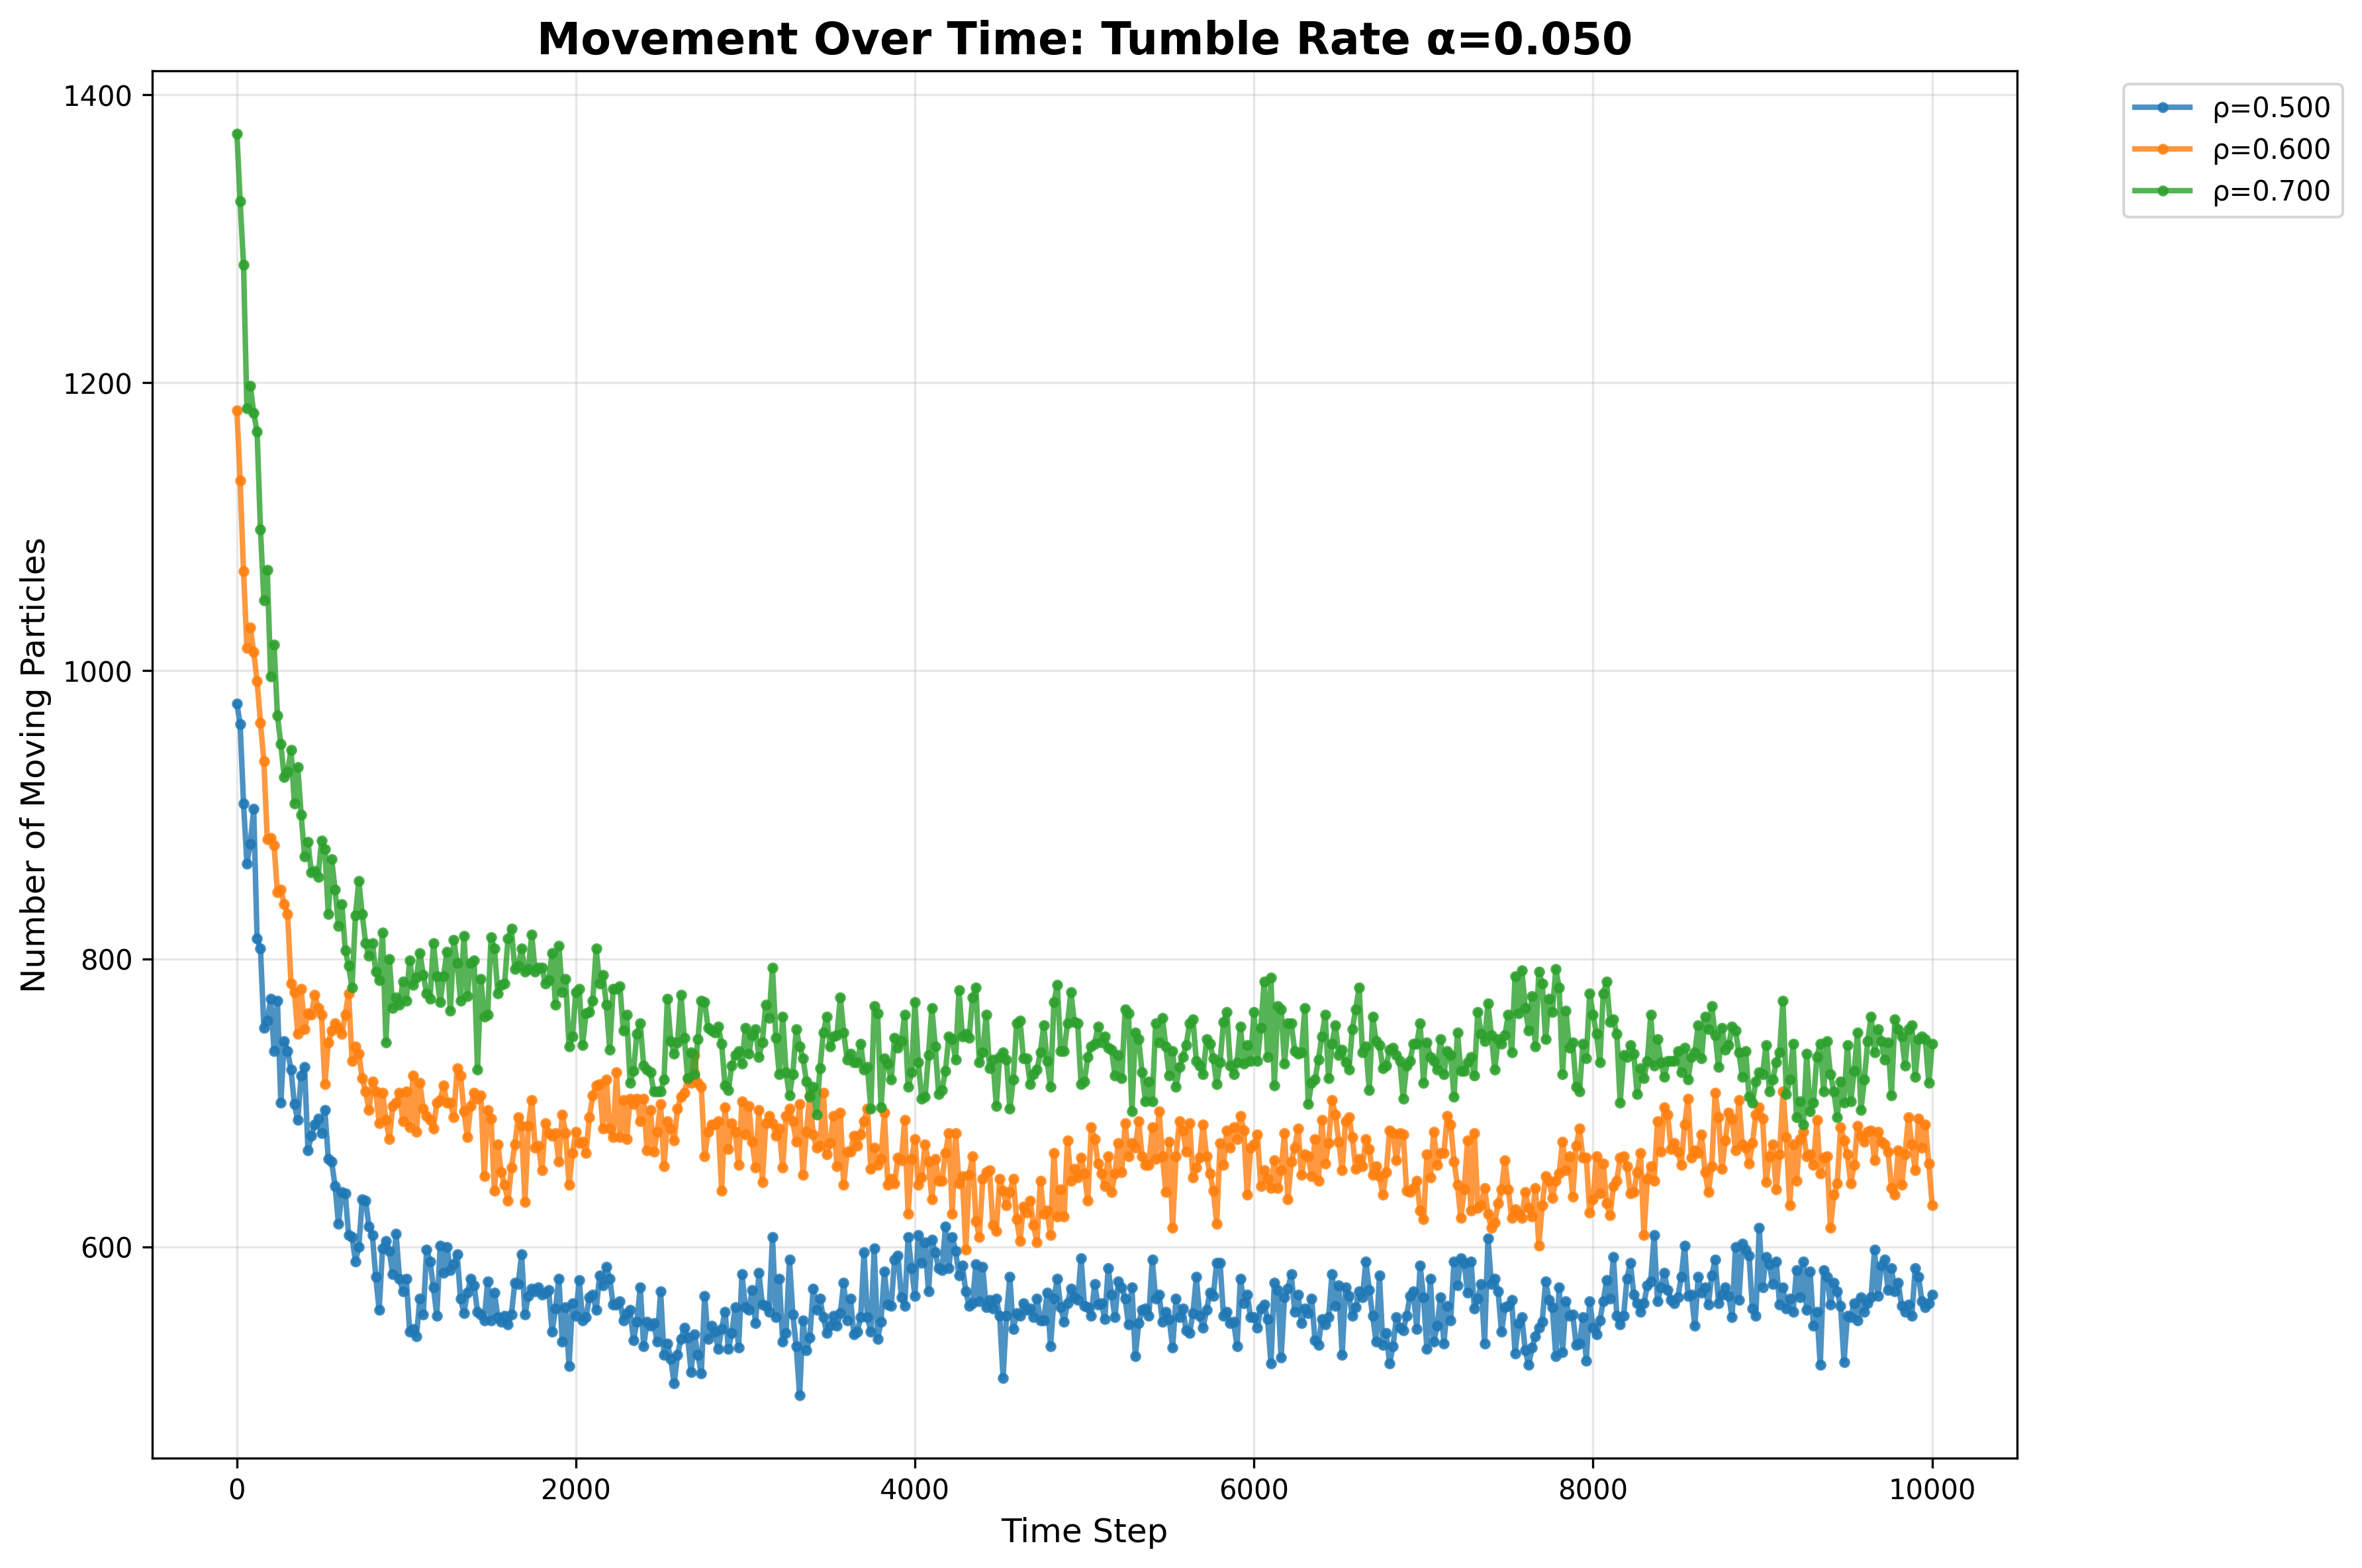 Movement Over Time: Tumble Rate α=0.050
1400
1200
1000
800
600
Number of Moving Particles
0
2000
4000
6000
8000
10000
Time Step
ρ=0.500
ρ=0.600
ρ=0.700